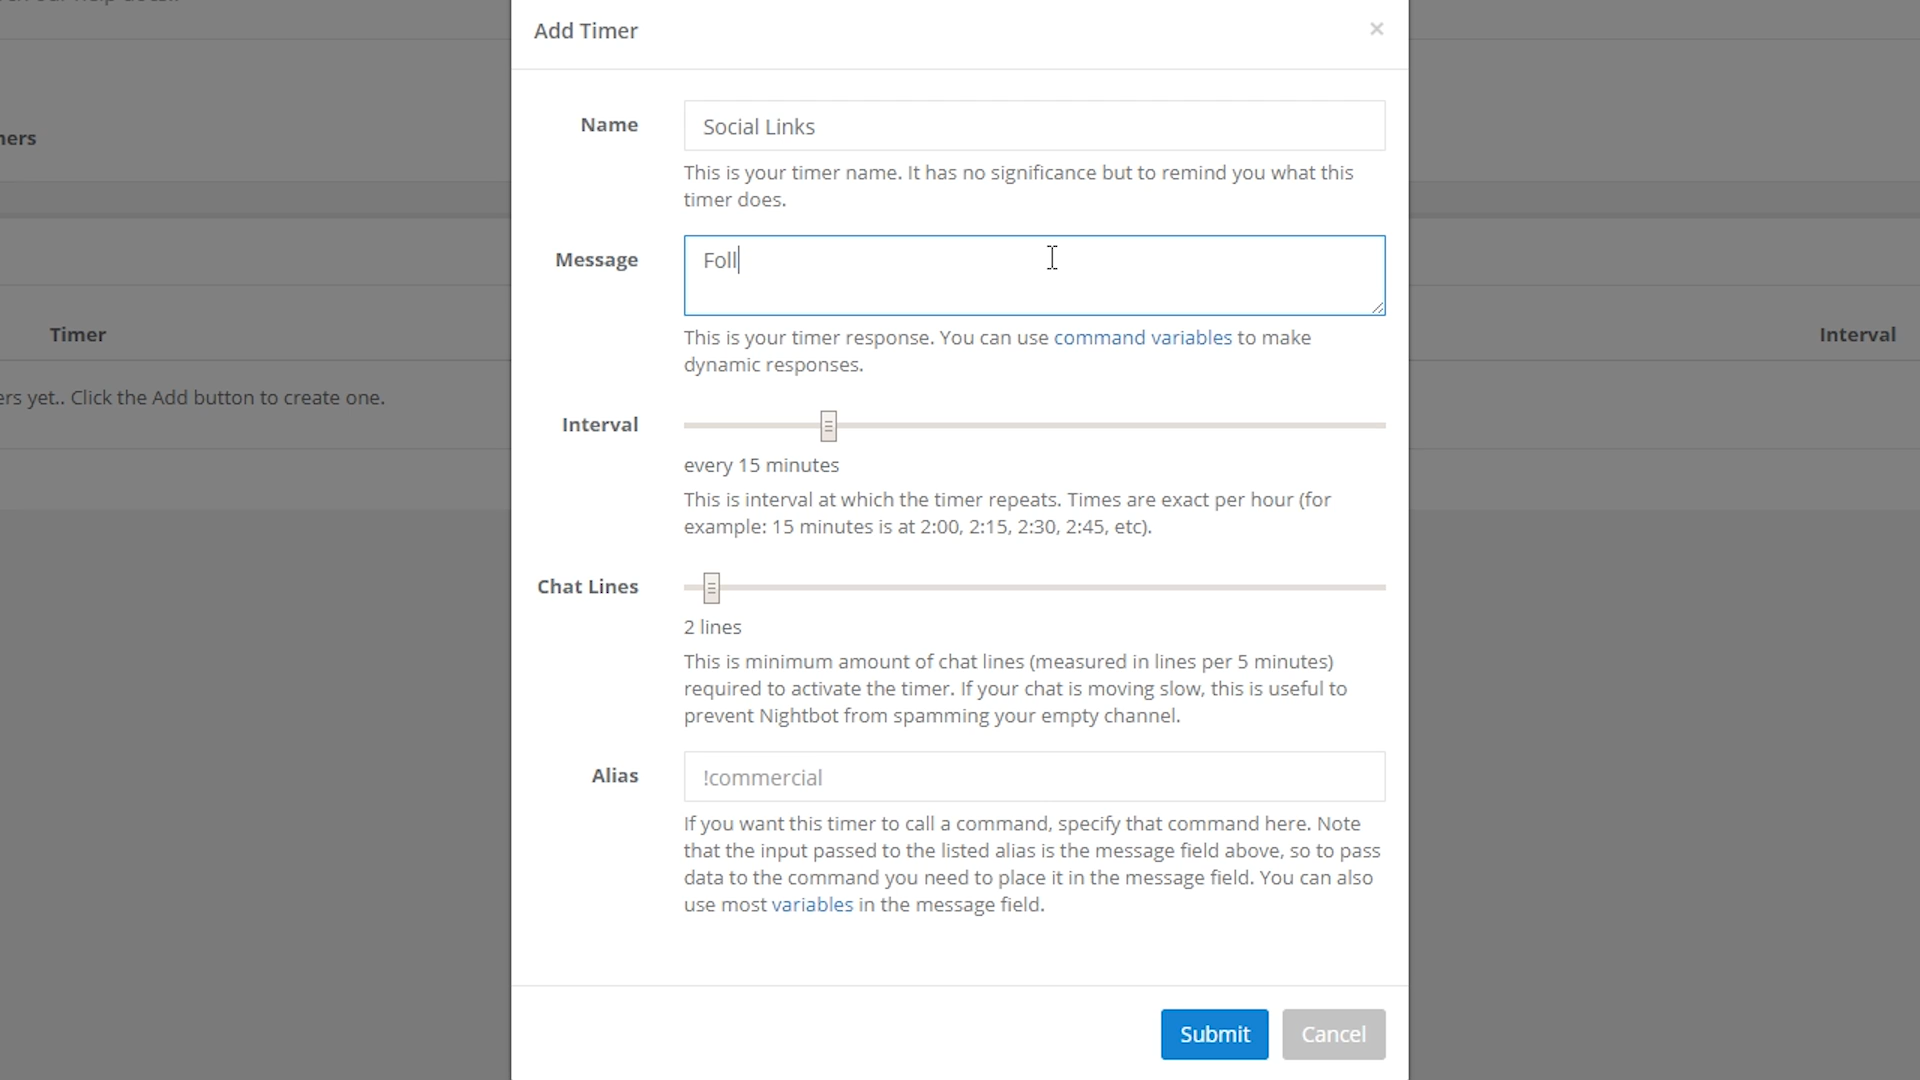 Add Timer
×
Name
Social Links
This is your timer name. It has no significance but to remind you what this
timer does.
Message
Foll
This is your timer response. You can use command variables to make
dynamic responses.
Timer
Interval
ers yet.. Click the Add button to create one.
Interval
every 15 minutes
This is interval at which the timer repeats. Times are exact per hour (for
example: 15 minutes is at 2:00, 2:15, 2:30, 2:45, etc).
Chat Lines
2 lines
This is minimum amount of chat lines (measured in lines per 5 minutes)
required to activate the timer. If your chat is moving slow, this is useful to
prevent Nightbot from spamming your empty channel.
Alias
!commercial
If you want this timer to call a command, specify that command here. Note
that the input passed to the listed alias is the message field above, so to pass
data to the command you need to place it in the message field. You can also
use most variables in the message field.
Submit
Cancel